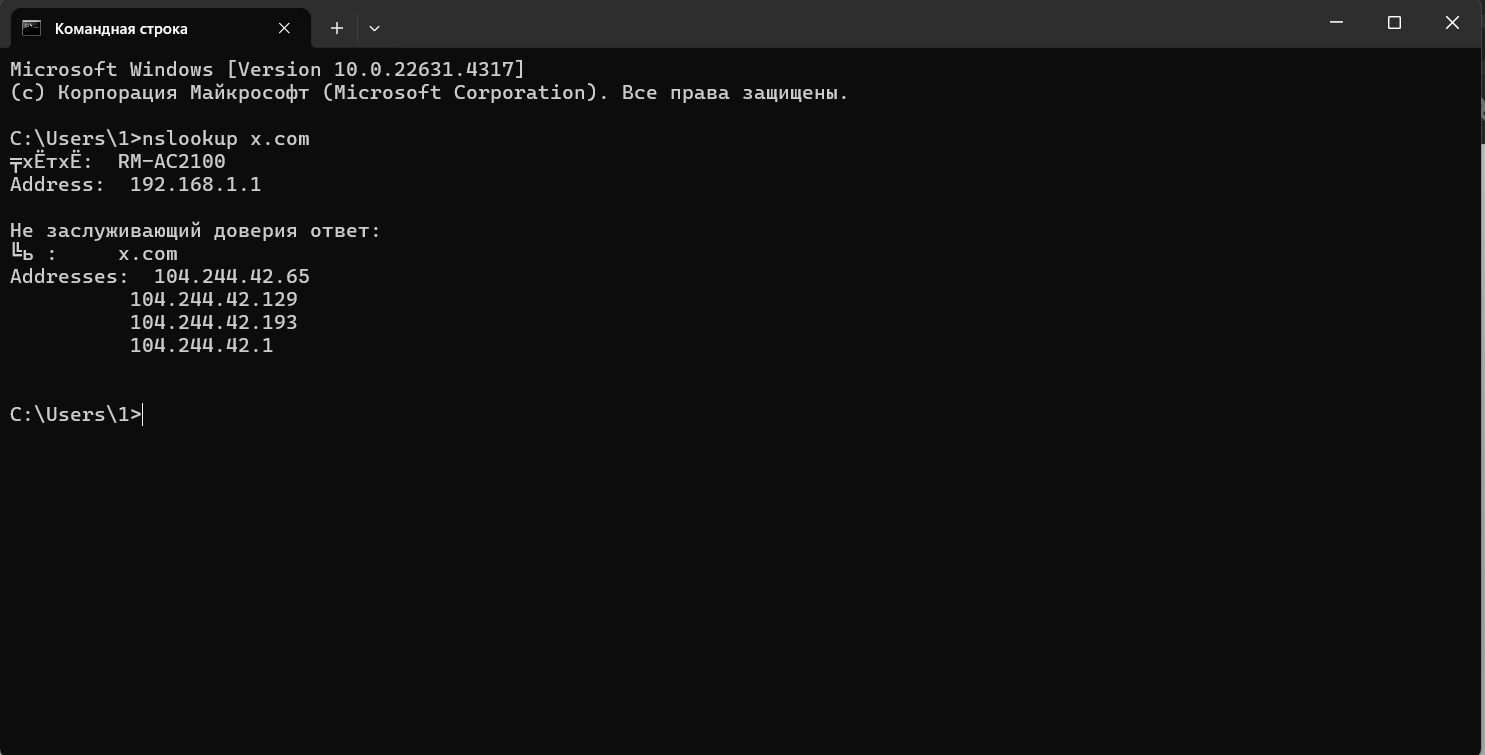 Командная строка
Microsoft Windows [Version 10.0.22631.4317]
(c) Корпорация Майкрософт (Microsoft Corporation). Все права защищены.
C:\Users\1>nslookup x.com
╤хЁтхЁ:  RM-AC2100
Address:  192.168.1.1
Не заслуживающий доверия ответ:
╚ь :     x.com
Addresses:  104.244.42.65
          104.244.42.129
          104.244.42.193
          104.244.42.1
C:\Users\1>